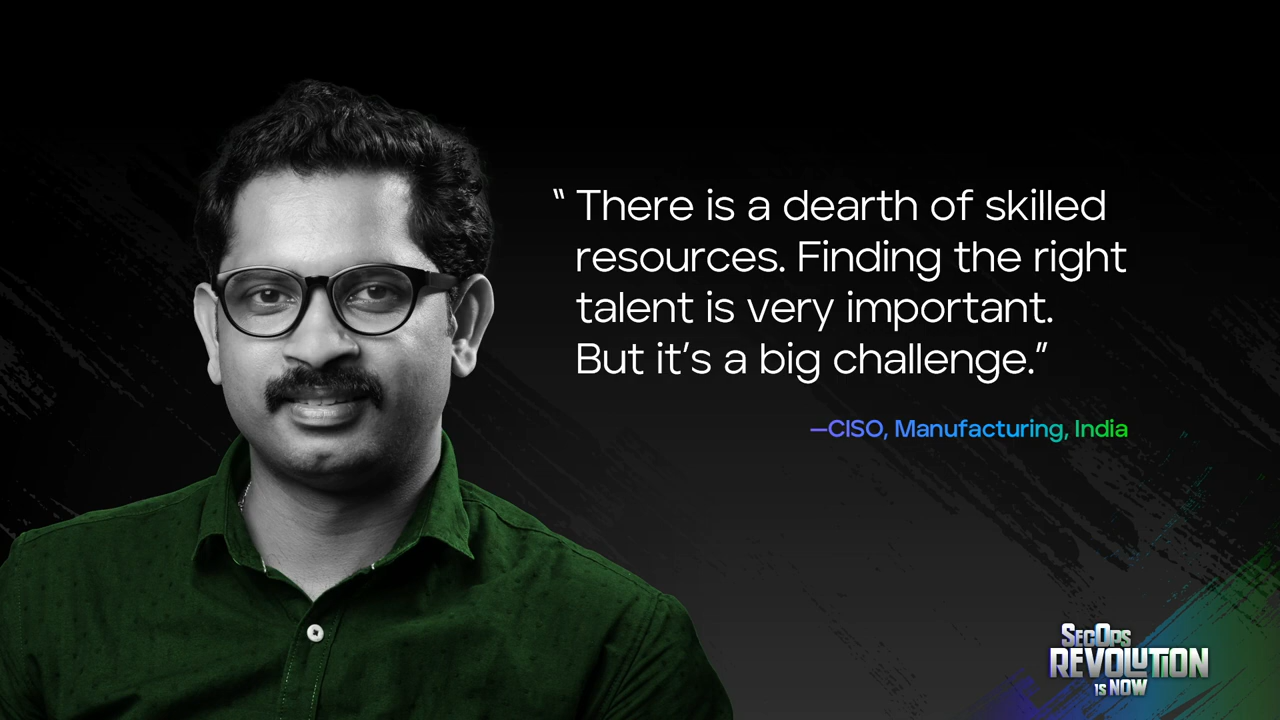 “ There is a dearth of skilled
resources. Finding the right
talent is very important.
But it’s a big challenge.”
—CISO, Manufacturing, India
SecOps
REVOLUTION
IS NOW